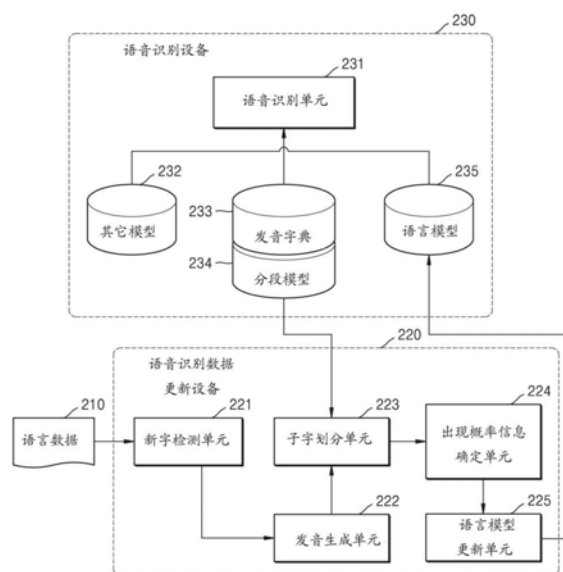 230
语音识别设备
231
语音识别单元
232
233
235
其它模型
发音字典
语言模型
234
分段模型
220
语音识别数据
更新设备
210
221
223
224
语言数据
新字检测单元
子字划分单元
出现概率信息
确定单元
222
225
发音生成单元
语言模型
更新单元